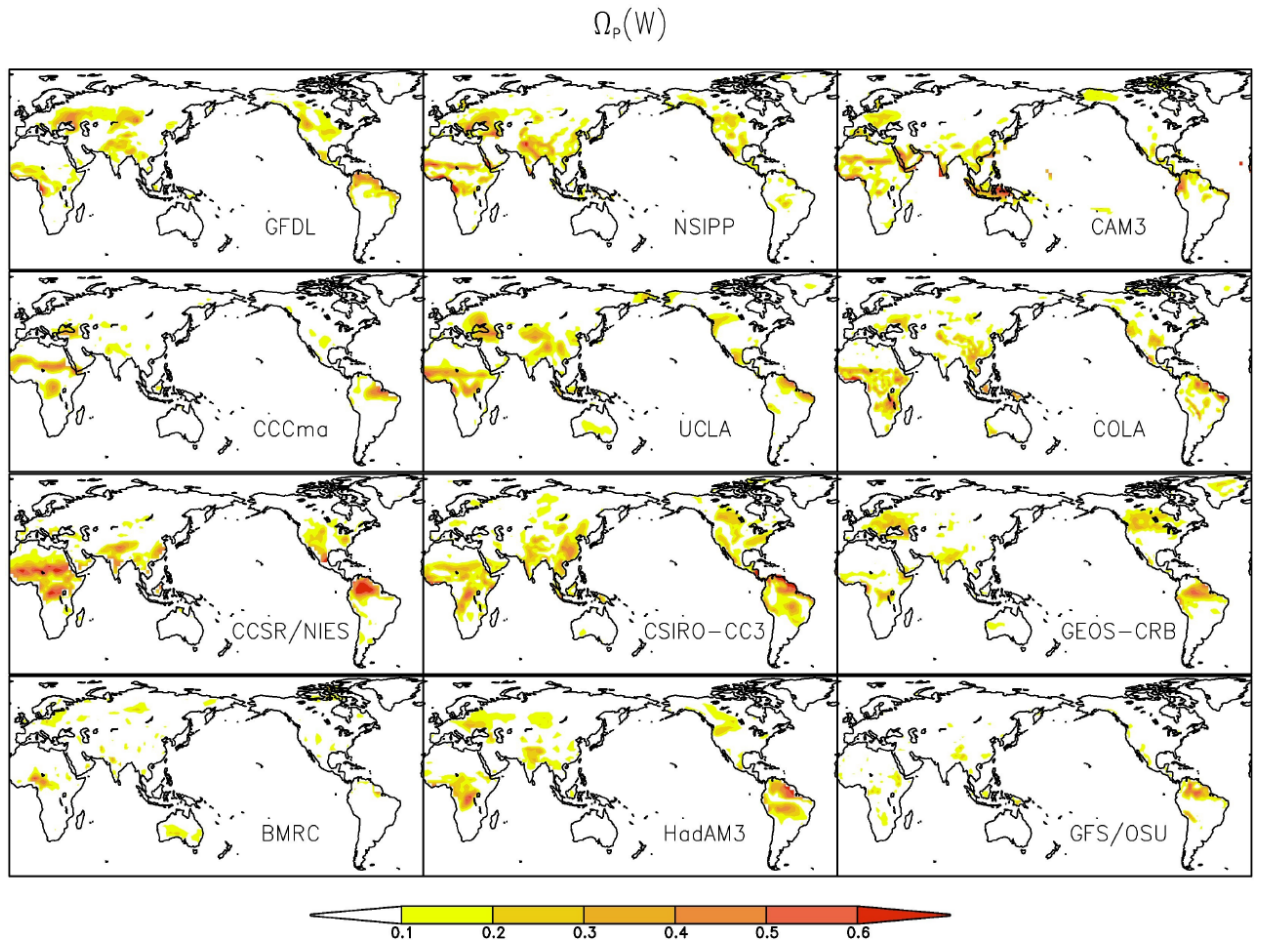 Ωₚ(W)
GFDL NSIPP CAM3
CCCma UCLA COLA
CCSR/NIES CSIRO-CC3 GEOS-CRB
BMRC HadAM3 GFS/OSU
0.1 0.2 0.3 0.4 0.5 0.6